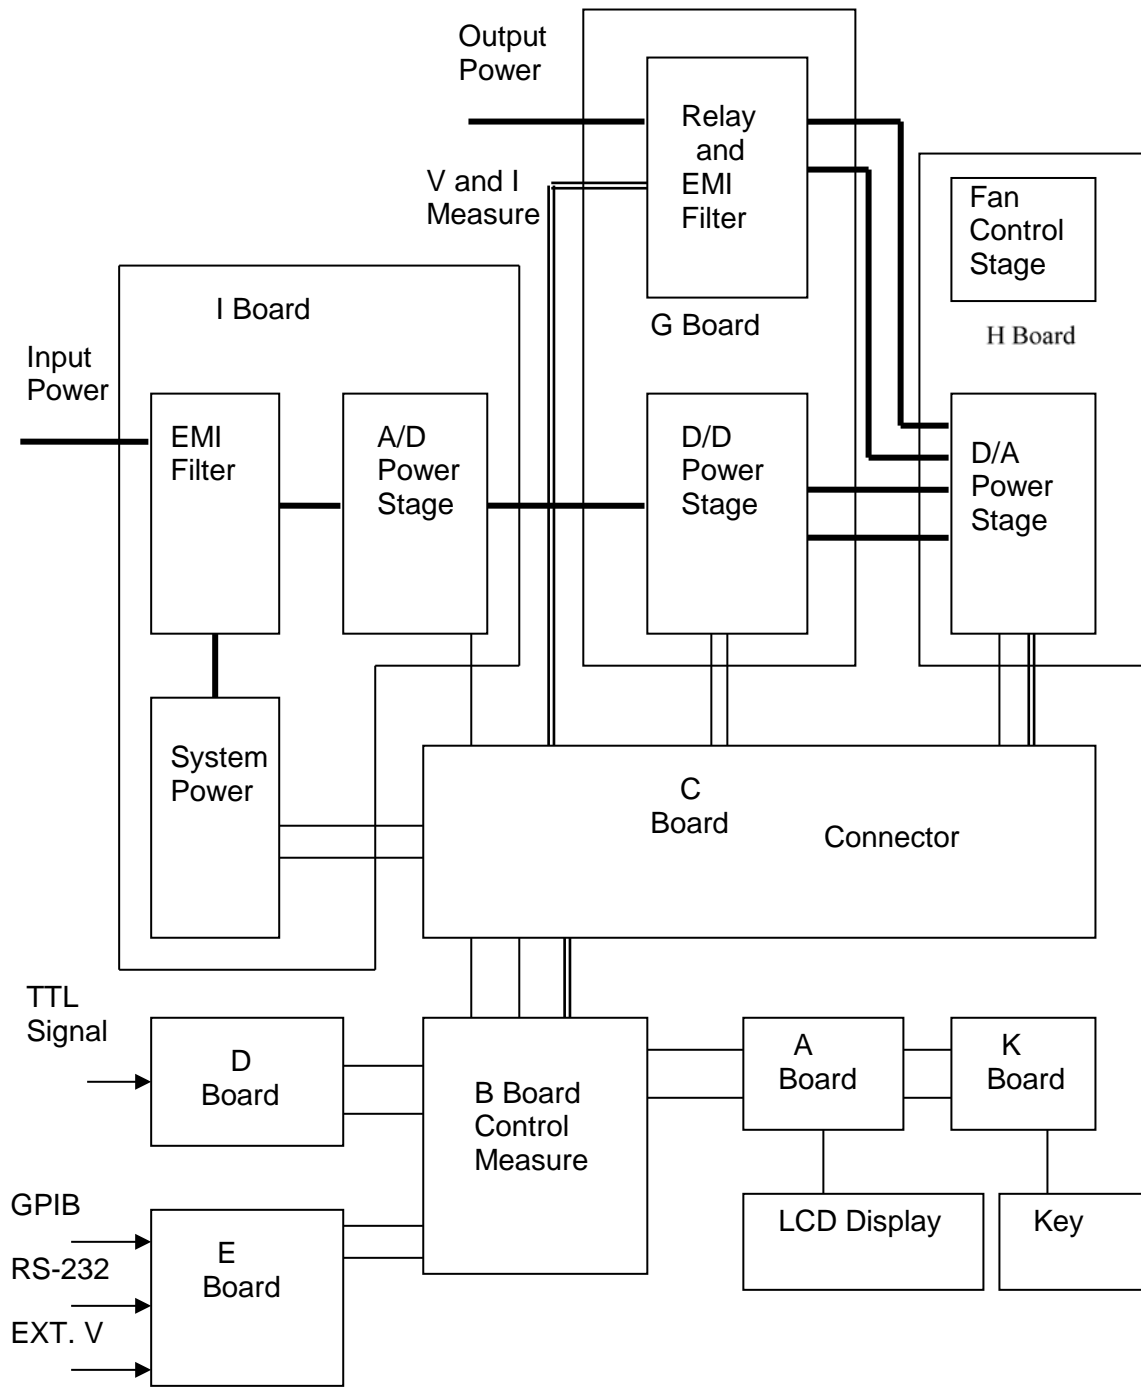 Output
Power
Relay
and
EMI
Filter
V and I
Measure
Fan
Control
Stage
I Board
G Board
H Board
Input
Power
EMI
Filter
A/D
Power
Stage
D/D
Power
Stage
D/A
Power
Stage
System
Power
C
Board
Connector
TTL
Signal
D
Board
B Board
Control
Measure
A
Board
K
Board
GPIB
RS-232
EXT. V
E
Board
LCD Display
Key